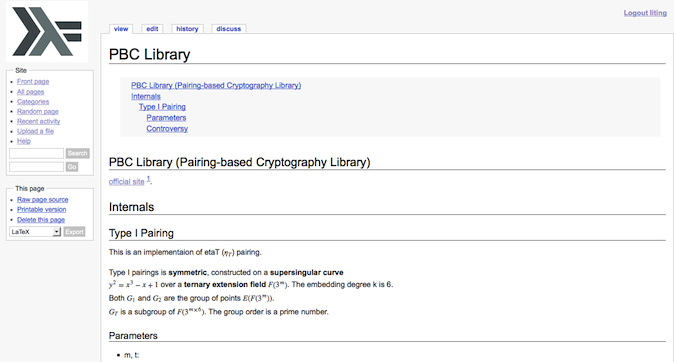 Logout liting
view edit history discuss
PBC Library
PBC Library (Pairing-based Cryptography Library)
Internals
Type I Pairing
Parameters
Controversy
Site
Front page
All pages
Categories
Random page
Recent activity
Upload a file
Help
Search
Go
This page
Raw page source
Printable version
Delete this page
LaTeX Export
PBC Library (Pairing-based Cryptography Library)
official site 1.
Internals
Type I Pairing
This is an implementaion of etaT (η_T) pairing.
Type I pairings is symmetric, constructed on a supersingular curve
y² = x³ − x + 1 over a ternary extension field F(3^m). The embedding degree k is 6.
Both G₁ and G₂ are the group of points E(F(3^m)).
G_T is a subgroup of F(3^{m×6}). The group order is a prime number.
Parameters
• m, t: